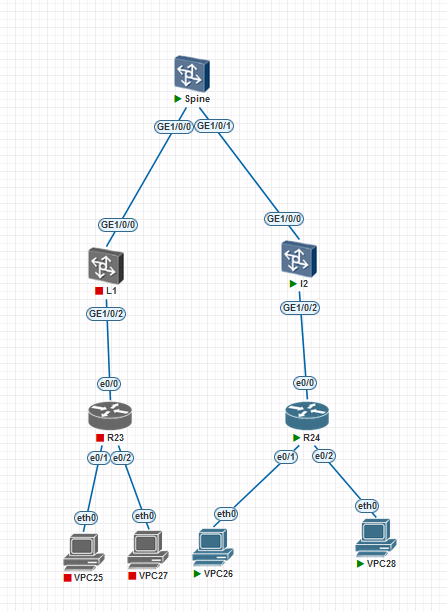 Spine
GE1/0/0 GE1/0/1
GE1/0/0
GE1/0/0
L1
I2
GE1/0/2
GE1/0/2
e0/0
e0/0
R23
R24
e0/1 e0/2
e0/1 e0/2
eth0
eth0
eth0
eth0
VPC25
VPC27
VPC26
VPC28